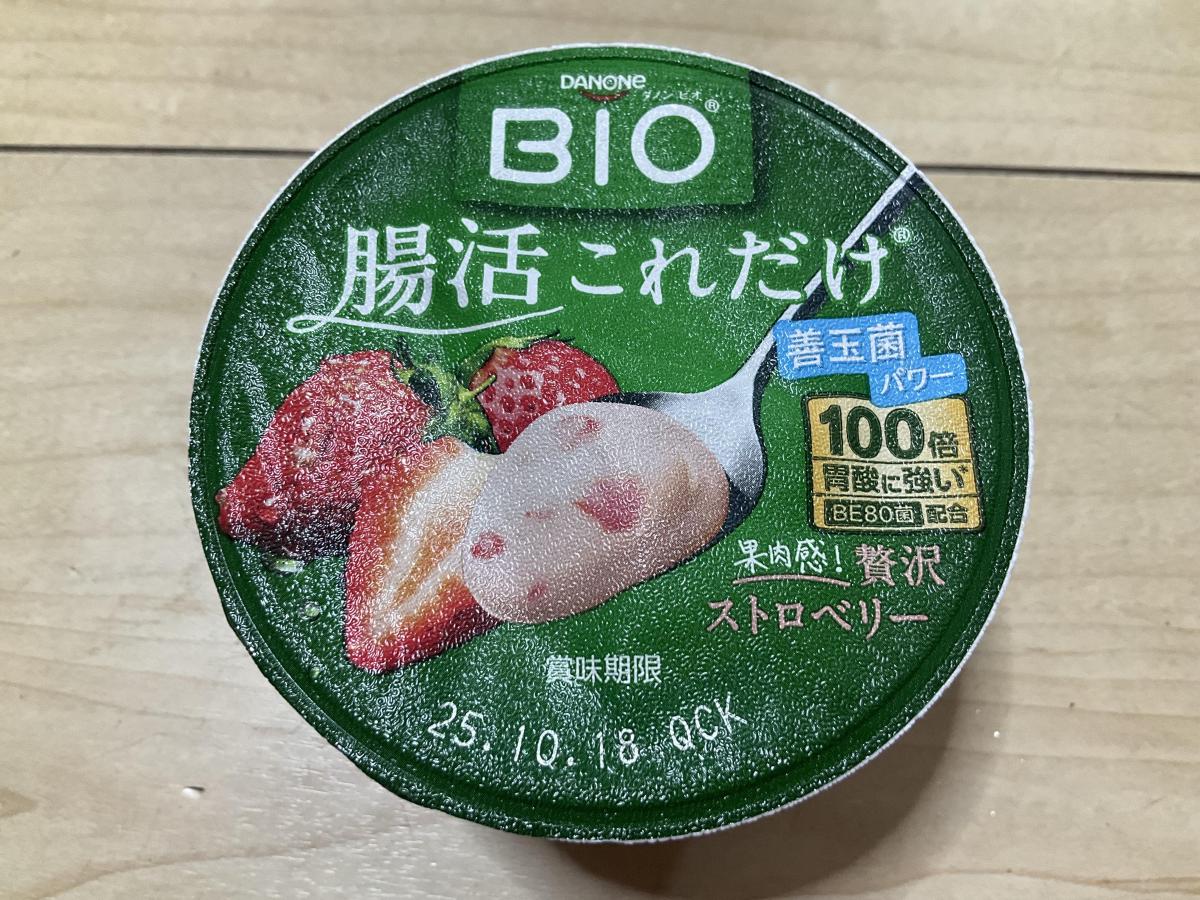 DANONE
ダノン ビオ
BIO®
腸活これだけ®
善玉菌
パワー
100倍
胃酸に強い*
BE80菌 配合
果肉感! 贅沢
ストロベリー
賞味期限
25.10.18 QCK